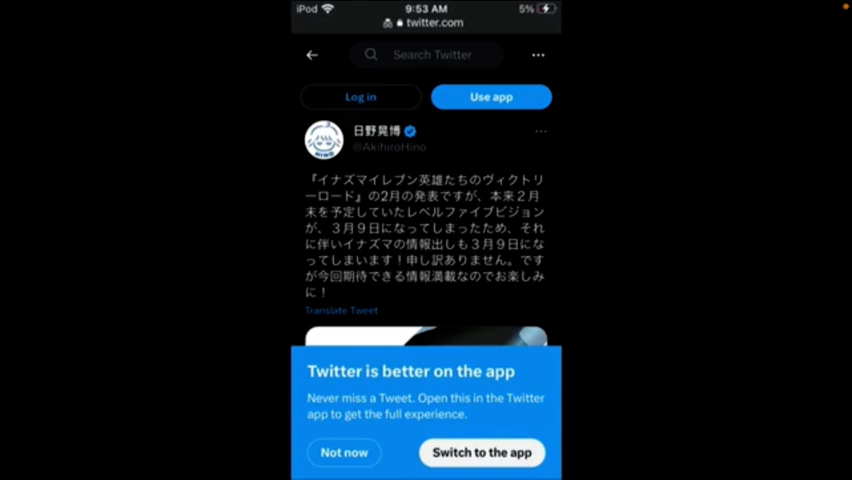 iPod 9:53 AM 5%
twitter.com
Search Twitter
Log in Use app
日野晃博
@AkihiroHino
『イナズマイレブン英雄たちのヴィクトリ
ーロード』の2月の発表ですが、本来２月
末を予定していたレベルファイブビジョン
が、３月９日になってしまったため、それ
に伴いイナズマの情報出しも３月９日にな
ってしまいます！申し訳ありません。です
が今回期待できる情報満載なのでお楽しみ
に！
Translate Tweet
Twitter is better on the app
Never miss a Tweet. Open this in the Twitter
app to get the full experience.
Not now Switch to the app